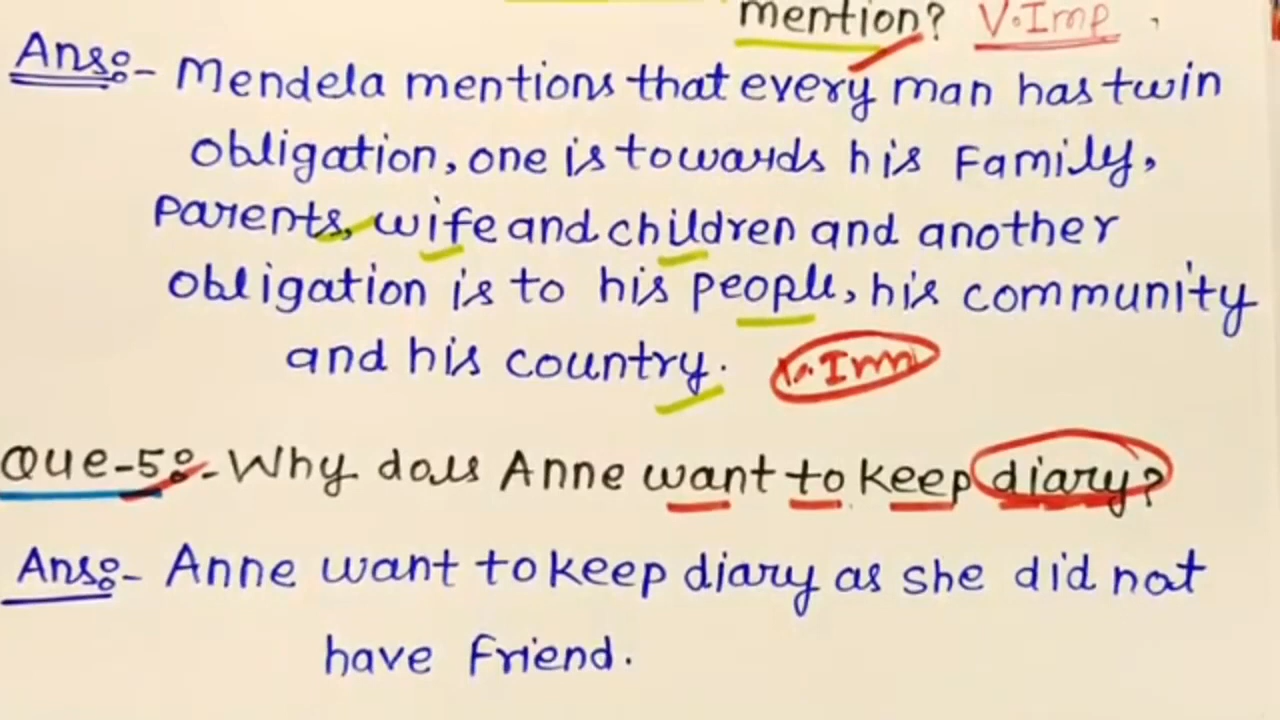 mention? V.Imp
Ans:- Mendela mentions that every man has twin
obligation, one is towards his Family,
Parents, wife and children and another
obligation is to his people, his community
and his country. V.Imp
Que-5:- Why does Anne want to keep diary?
Ans:- Anne want to keep diary as she did not
have Friend.